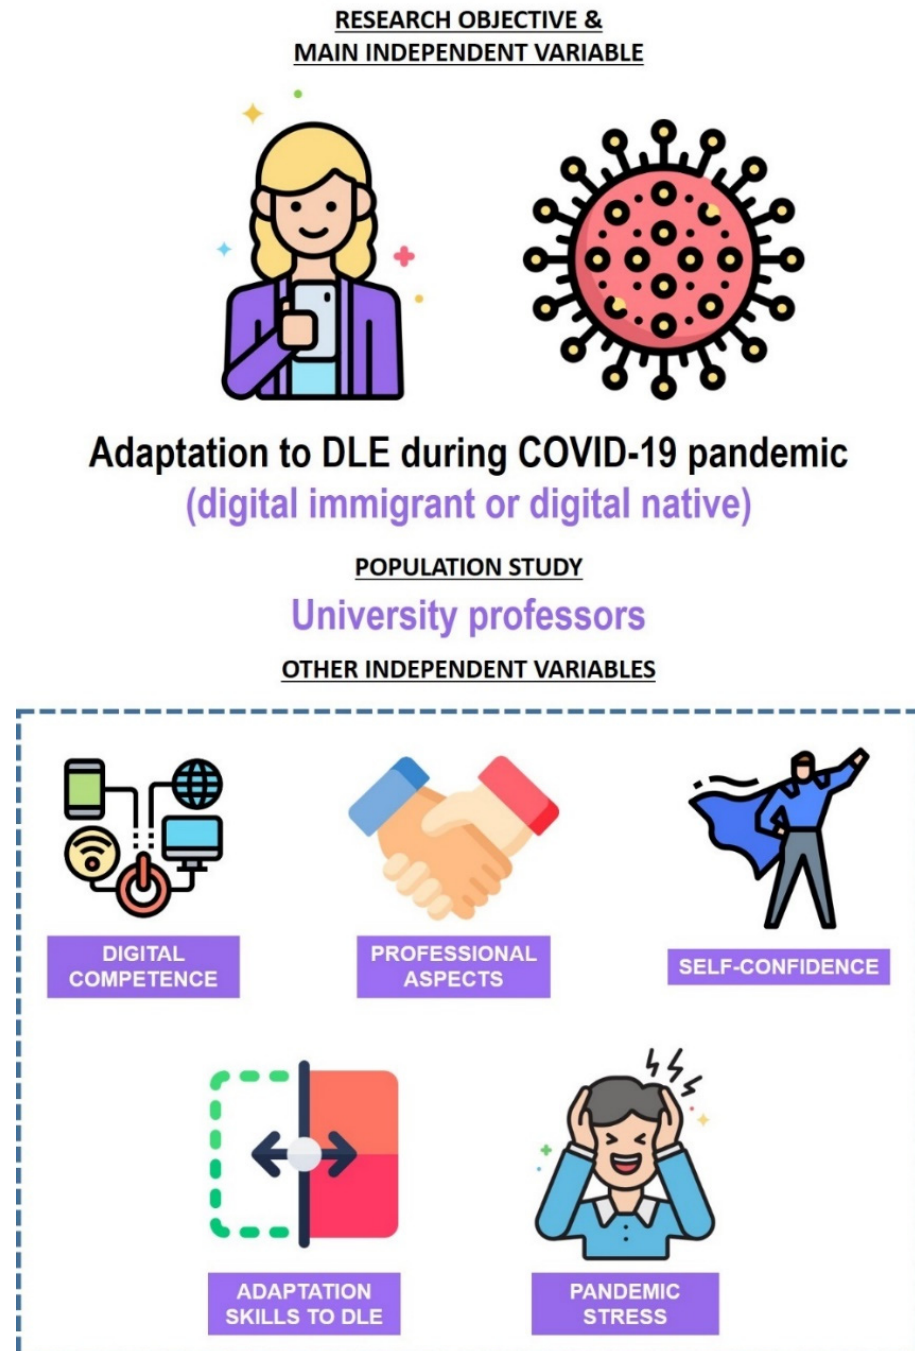 RESEARCH OBJECTIVE &
MAIN INDEPENDENT VARIABLE
Adaptation to DLE during COVID-19 pandemic
(digital immigrant or digital native)
POPULATION STUDY
University professors
OTHER INDEPENDENT VARIABLES
DIGITAL
COMPETENCE
PROFESSIONAL
ASPECTS
SELF-CONFIDENCE
ADAPTATION
SKILLS TO DLE
PANDEMIC
STRESS